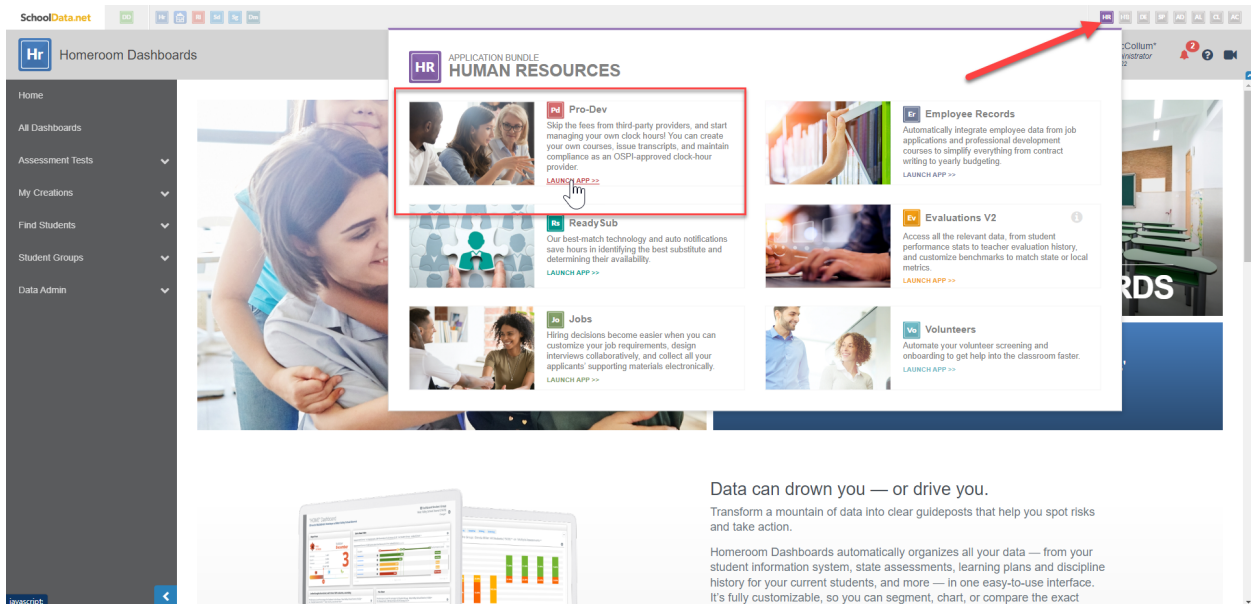 SchoolData.net
Hr
Homeroom Dashboards
Home
All Dashboards
Assessment Tests
My Creations
Find Students
Student Groups
Data Admin
HR
APPLICATION BUNDLE
HUMAN RESOURCES
Pd Pro-Dev
Skip the fees from third-party providers, and start
managing your own clock hours! You can create
your own courses, issue transcripts, and maintain
compliance as an OSPI-approved clock-hour
provider.
LAUNCH APP >>
Er Employee Records
Automatically integrate employee data from job
applications and professional development
courses to simplify everything from contract
writing to yearly budgeting.
LAUNCH APP >>
Rs ReadySub
Our best-match technology and auto notifications
save hours in identifying the best substitute and
determining their availability.
LAUNCH APP >>
Ev Evaluations V2
Access all the relevant data, from student
performance stats to teacher evaluation history,
and customize benchmarks to match state or local
metrics.
LAUNCH APP >>
Jo Jobs
Hiring decisions become easier when you can
customize your job requirements, design
interviews collaboratively, and collect all your
applicants' supporting materials electronically.
LAUNCH APP >>
Vo Volunteers
Automate your volunteer screening and
onboarding to get help into the classroom faster.
LAUNCH APP >>
HR
:Collum*
2
RDS
Data can drown you — or drive you.
Transform a mountain of data into clear guideposts that help you spot risks
and take action.
Homeroom Dashboards automatically organizes all your data — from your
student information system, state assessments, learning plans and discipline
history for your current students, and more — in one easy-to-use interface.
It's fully customizable, so you can segment, chart, or compare the exact
javascript: